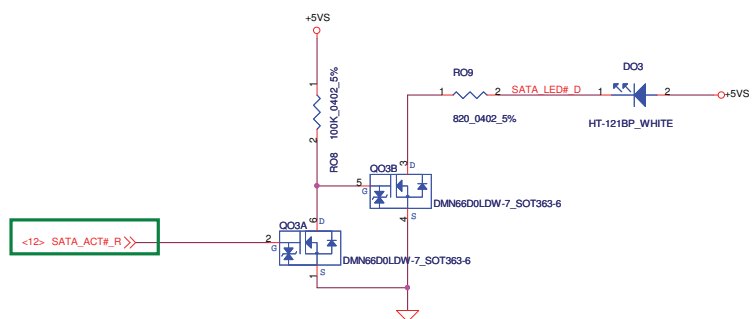 +5VS
1
100K_0402_5%
2
RO8
RO9
1
2
820_0402_5%
SATA_LED#_D
DO3
1
2
HT-121BP_WHITE
+5VS
QO3B
3
D
5
G
4
S
DMN66D0LDW-7_SOT363-6
<12> SATA_ACT#_R
QO3A
6
D
2
G
1
S
DMN66D0LDW-7_SOT363-6